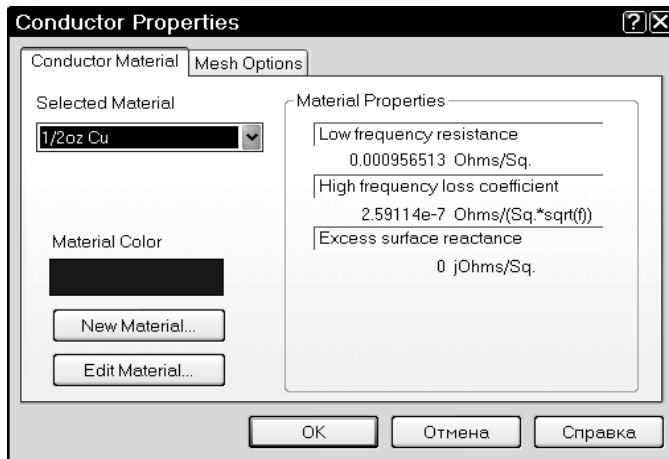 Conductor Properties
Conductor Material
Mesh Options
Selected Material
1/2oz Cu
Material Color
New Material...
Edit Material...
Material Properties
Low frequency resistance
0.000956513 Ohms/Sq.
High frequency loss coefficient
2.59114e-7 Ohms/(Sq.*sqrt(f))
Excess surface reactance
0 jOhms/Sq.
OK
Отмена
Справка